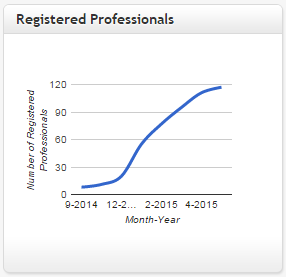 Registered Professionals
Number of Registered
Professionals
120
90
60
30
0
9-2014 12-2... 2-2015 4-2015
Month-Year